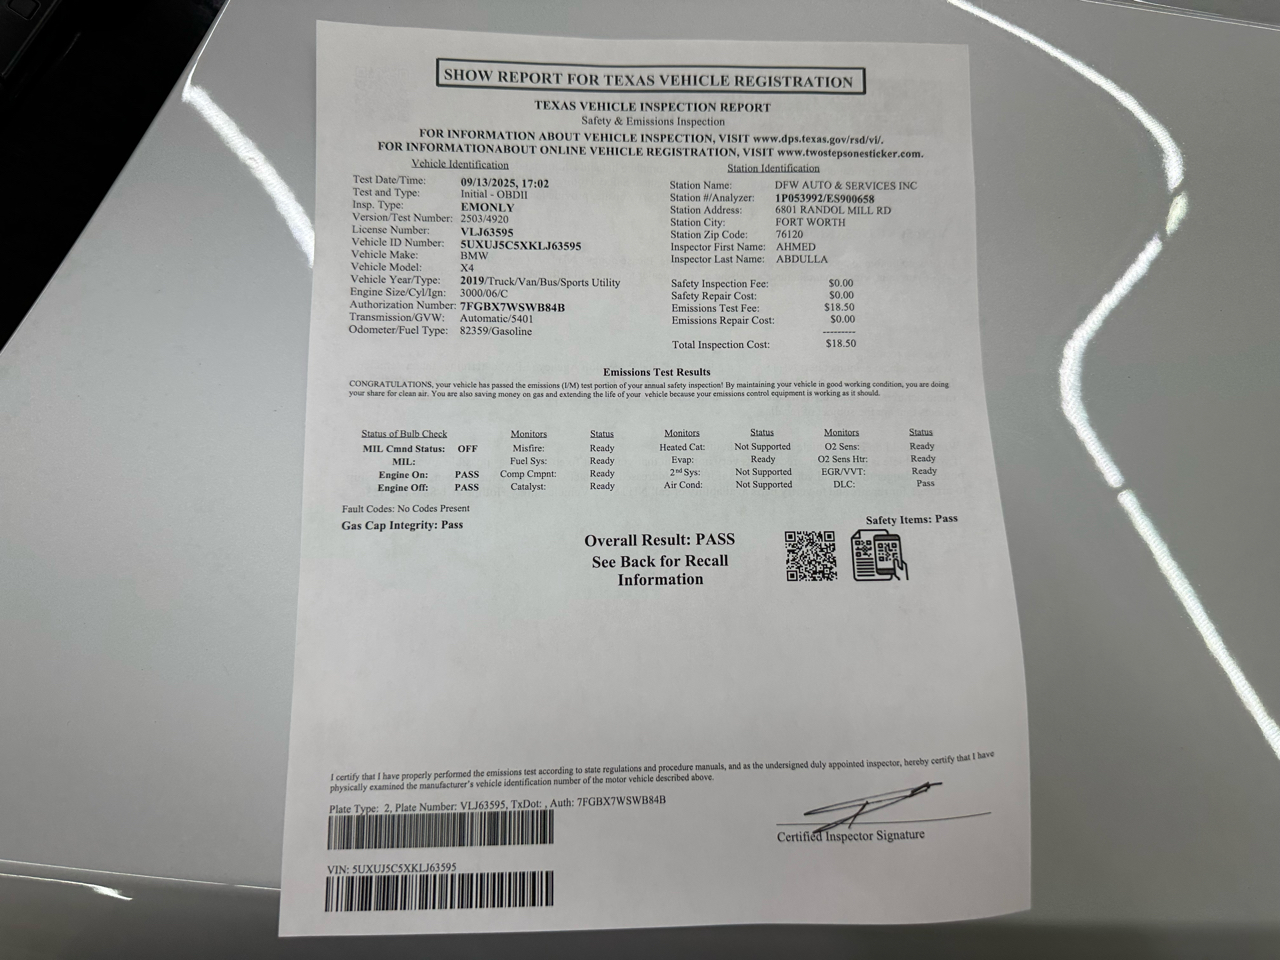 SHOW REPORT FOR TEXAS VEHICLE REGISTRATION
TEXAS VEHICLE INSPECTION REPORT
Safety & Emissions Inspection
FOR INFORMATION ABOUT VEHICLE INSPECTION, VISIT www.dps.texas.gov/rsd/vi/.
FOR INFORMATIONABOUT ONLINE VEHICLE REGISTRATION, VISIT www.twostepsonesticker.com.
Vehicle Identification
Test Date/Time: 09/13/2025, 17:02
Test and Type: Initial - OBDII
Insp. Type: EMONLY
Version/Test Number: 2503/4920
License Number: VLJ63595
Vehicle ID Number: 5UXUJ5C5XKLJ63595
Vehicle Make: BMW
Vehicle Model: X4
Vehicle Year/Type: 2019/Truck/Van/Bus/Sports Utility
Engine Size/Cyl/Ign: 3000/06/C
Authorization Number: 7FGBX7WSWB84B
Transmission/GVW: Automatic/5401
Odometer/Fuel Type: 82359/Gasoline
Station Identification
Station Name: DFW AUTO & SERVICES INC
Station #/Analyzer: 1P053992/ES900658
Station Address: 6801 RANDOL MILL RD
Station City: FORT WORTH
Station Zip Code: 76120
Inspector First Name: AHMED
Inspector Last Name: ABDULLA
Safety Inspection Fee: $0.00
Safety Repair Cost: $0.00
Emissions Test Fee: $18.50
Emissions Repair Cost: $0.00
---------
Total Inspection Cost: $18.50
Emissions Test Results
CONGRATULATIONS, your vehicle has passed the emissions (I/M) test portion of your annual safety inspection! By maintaining your vehicle in good working condition, you are doing
your share for clean air. You are also saving money on gas and extending the life of your vehicle because your emissions control equipment is working as it should.
Status of Bulb Check Monitors Status Monitors Status Monitors Status
MIL Cmnd Status: OFF Misfire: Ready Heated Cat: Not Supported O2 Sens: Ready
MIL: Fuel Sys: Ready Evap: Ready O2 Sens Htr: Ready
Engine On: PASS Comp Cmpnt: Ready 2nd Sys: Not Supported EGR/VVT: Ready
Engine Off: PASS Catalyst: Ready Air Cond: Not Supported DLC: Pass
Fault Codes: No Codes Present
Gas Cap Integrity: Pass Safety Items: Pass
Overall Result: PASS
See Back for Recall
Information
I certify that I have properly performed the emissions test according to state regulations and procedure manuals, and as the undersigned duly appointed inspector, hereby certify that I have
physically examined the manufacturer's vehicle identification number of the motor vehicle described above.
Plate Type: 2, Plate Number: VLJ63595, TxDot: , Auth: 7FGBX7WSWB84B
Certified Inspector Signature
VIN: 5UXUJ5C5XKLJ63595